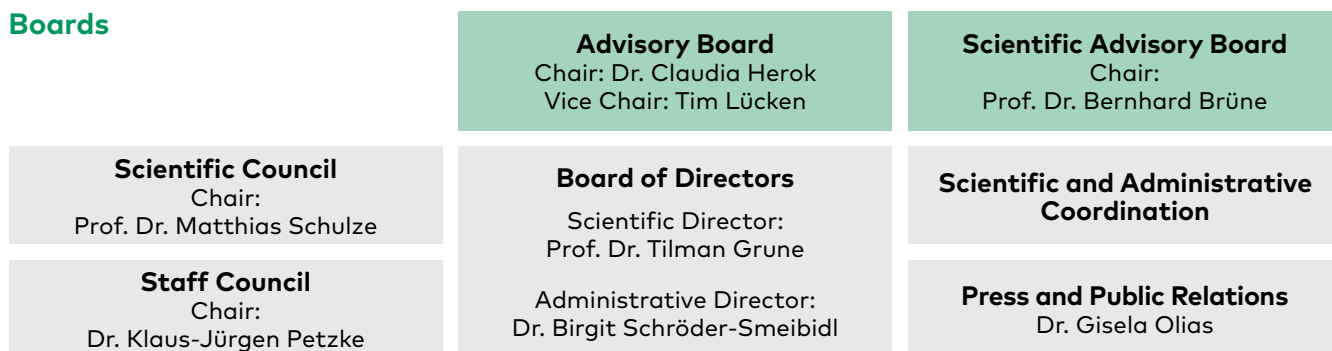 Boards
Advisory Board
Chair: Dr. Claudia Herok
Vice Chair: Tim Lücken
Scientific Advisory Board
Chair:
Prof. Dr. Bernhard Brüne
Scientific Council
Chair:
Prof. Dr. Matthias Schulze
Staff Council
Chair:
Dr. Klaus-Jürgen Petzke
Board of Directors
Scientific Director:
Prof. Dr. Tilman Grune
Administrative Director:
Dr. Birgit Schröder-Smeibidl
Scientific and Administrative
Coordination
Press and Public Relations
Dr. Gisela Olias